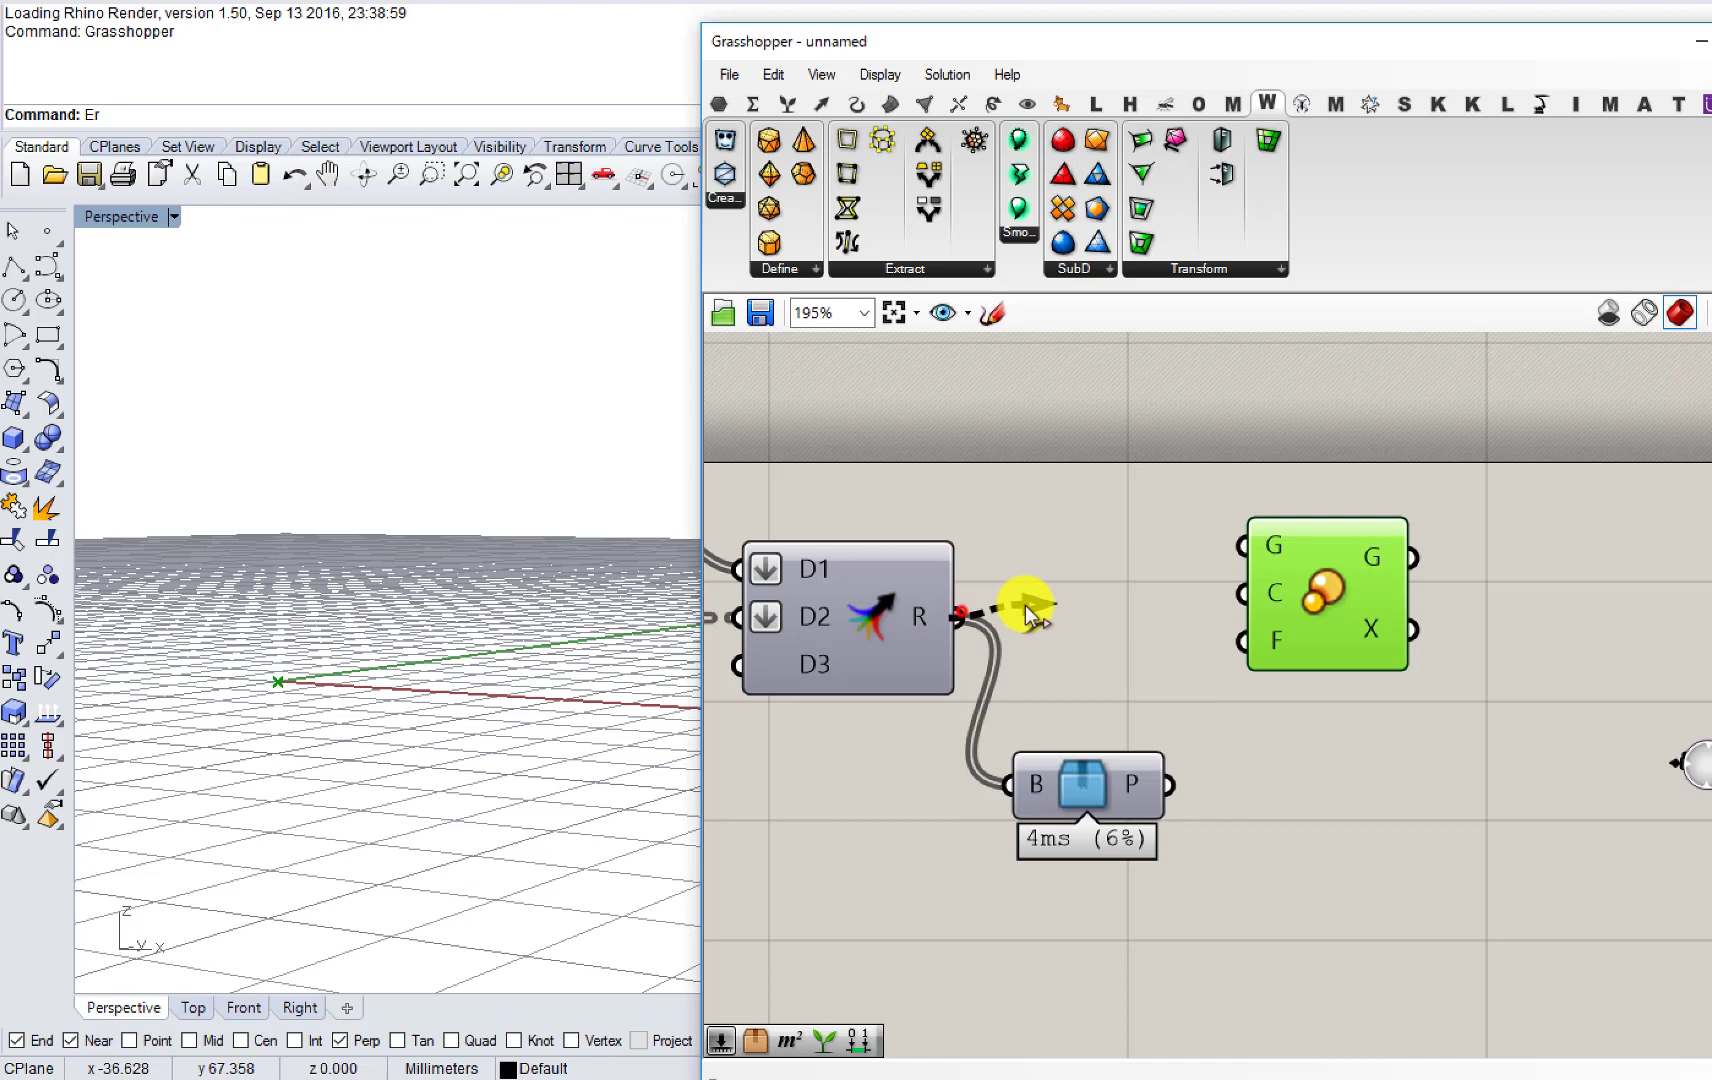 Loading Rhino Render, version 1.50, Sep 13 2016, 23:38:59
Command: Grasshopper
Command: Er
Standard CPlanes Set View Display Select Viewport Layout Visibility Transform Curve Tools
Perspective
Grasshopper - unnamed
File Edit View Display Solution Help
L H O M W M S K K L I M A T
Crea... Define Extract Smo... SubD Transform
195%
D1
D2 R
D3
G G
C
F X
B P
4ms (6%)
z
y x
m²
0 1
Perspective Top Front Right
End Near Point Mid Cen Int Perp Tan Quad Knot Vertex Project
CPlane x -36.628 y 67.358 z 0.000 Millimeters Default